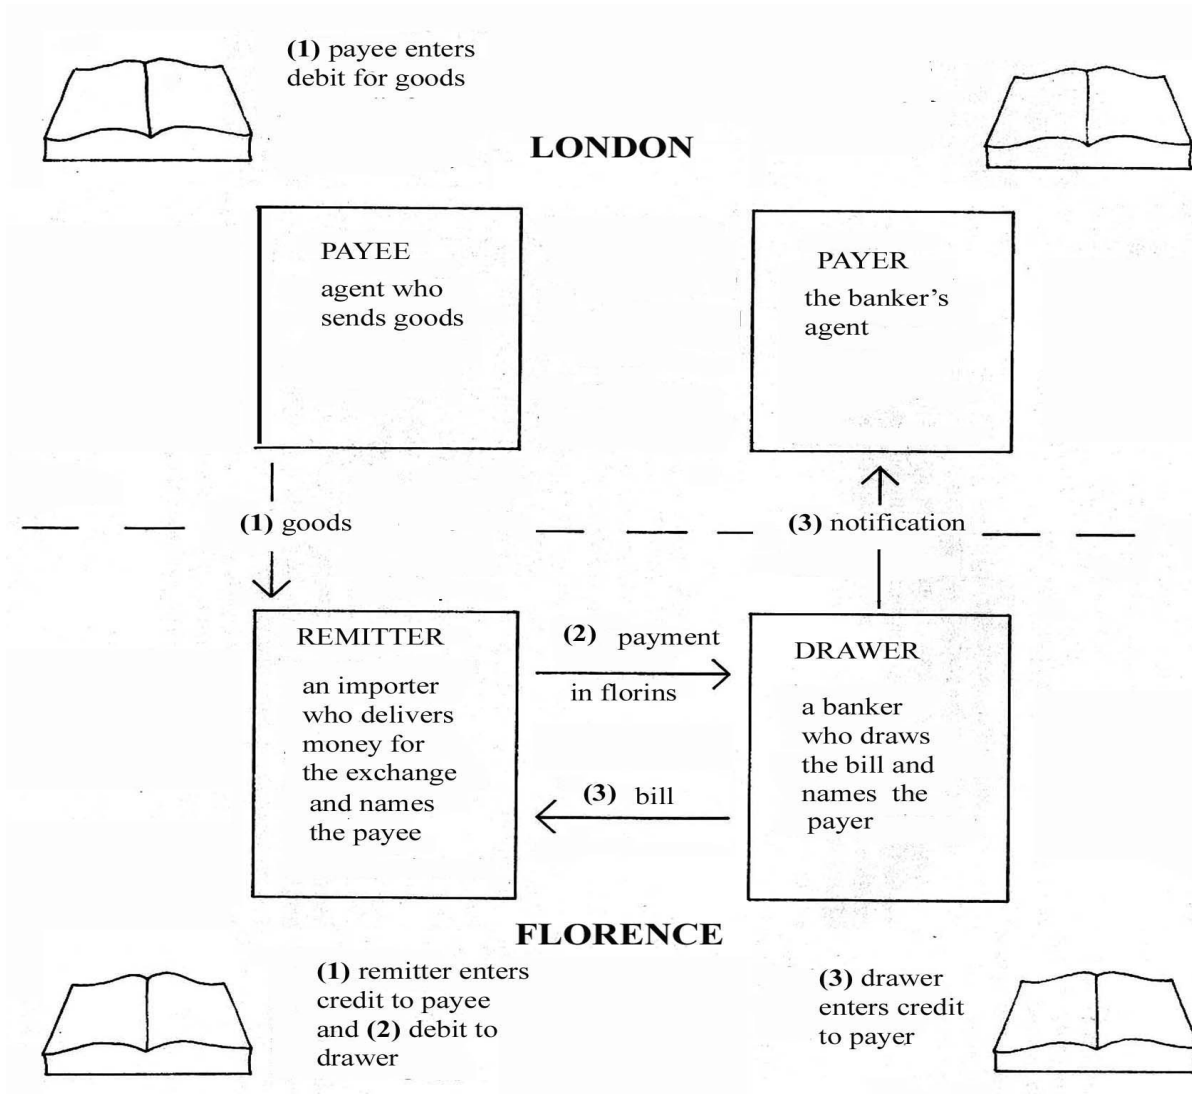 (1) payee enters
debit for goods
LONDON
PAYEE
agent who
sends goods
PAYER
the banker's
agent
(1) goods
(3) notification
REMITTER
an importer
who delivers
money for
the exchange
and names
the payee
(2) payment
in florins
(3) bill
DRAWER
a banker
who draws
the bill and
names the
payer
FLORENCE
(1) remitter enters
credit to payee
and (2) debit to
drawer
(3) drawer
enters credit
to payer